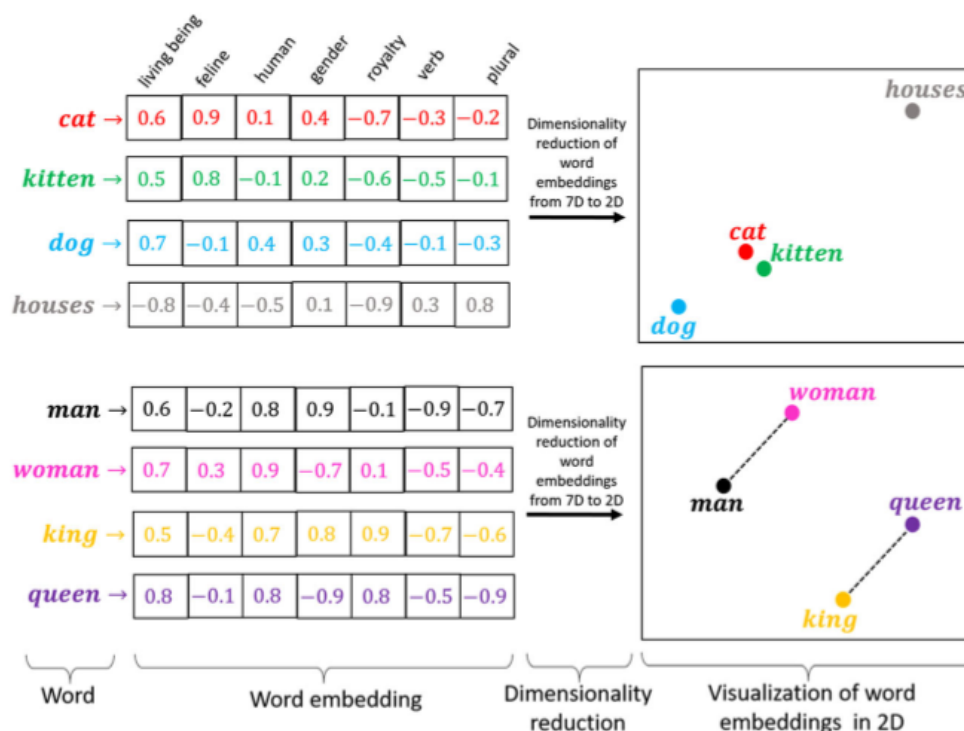 living being feline human gender royalty verb plural
cat → 0.6 0.9 0.1 0.4 −0.7 −0.3 −0.2
kitten → 0.5 0.8 −0.1 0.2 −0.6 −0.5 −0.1
dog → 0.7 −0.1 0.4 0.3 −0.4 −0.1 −0.3
houses → −0.8 −0.4 −0.5 0.1 −0.9 0.3 0.8
Dimensionality
reduction of
word
embeddings
from 7D to 2D
houses
cat
kitten
dog
man → 0.6 −0.2 0.8 0.9 −0.1 −0.9 −0.7
woman → 0.7 0.3 0.9 −0.7 0.1 −0.5 −0.4
king → 0.5 −0.4 0.7 0.8 0.9 −0.7 −0.6
queen → 0.8 −0.1 0.8 −0.9 0.8 −0.5 −0.9
Dimensionality
reduction of
word
embeddings
from 7D to 2D
woman
man
queen
king
Word
Word embedding
Dimensionality
reduction
Visualization of word
embeddings in 2D